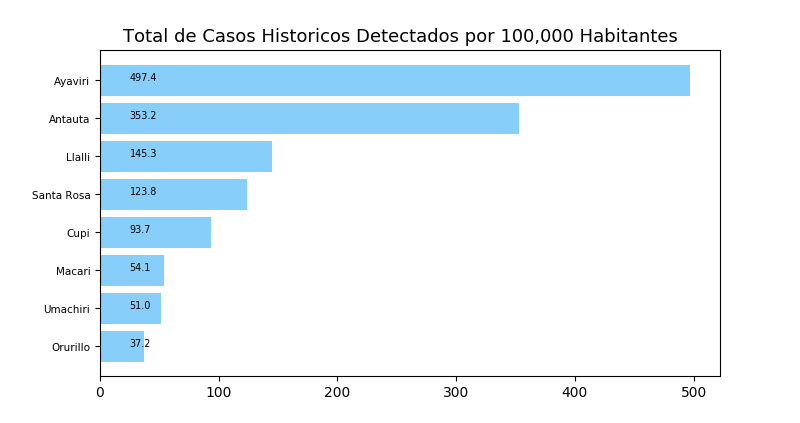 Total de Casos Historicos Detectados por 100,000 Habitantes
Ayaviri 497.4
Antauta 353.2
Llalli 145.3
Santa Rosa 123.8
Cupi 93.7
Macari 54.1
Umachiri 51.0
Orurillo 37.2
0 100 200 300 400 500